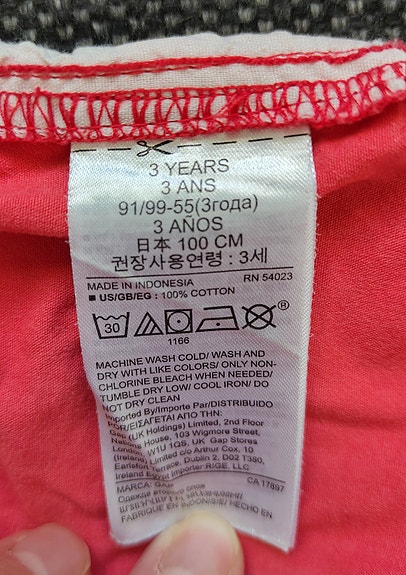 3 YEARS
3 ANS
91/99-55(3года)
3 AÑOS
日本 100 CM
권장사용연령 : 3세
MADE IN INDONESIA RN 54023
■ US/GB/EG : 100% COTTON
30 ®
1166
MACHINE WASH COLD/ WASH AND
DRY WITH LIKE COLORS/ ONLY NON-
CHLORINE BLEACH WHEN NEEDED/
TUMBLE DRY LOW/ COOL IRON/ DO
NOT DRY CLEAN
Imported By/Importe Par/DISTRIBUIDO
POR/ΕΙΣΑΓΕΤΑΙ ΑΠΟ ΤΗΝ:
Gap (UK Holdings) Limited, 2nd Floor
Nations House, 103 Wigmore Street,
London, W1U 1QS, UK Gap Stores
(Ireland) Limited c/o Arthur Cox, 10
Earlsfort Terrace, Dublin 2, D02 T380,
Ireland Egypt importer:RIGE, LLC
MARCA: GAP CA 17897
Одежда второго слоя
FABRIQUE EN INDONESIE/ HECHO EN